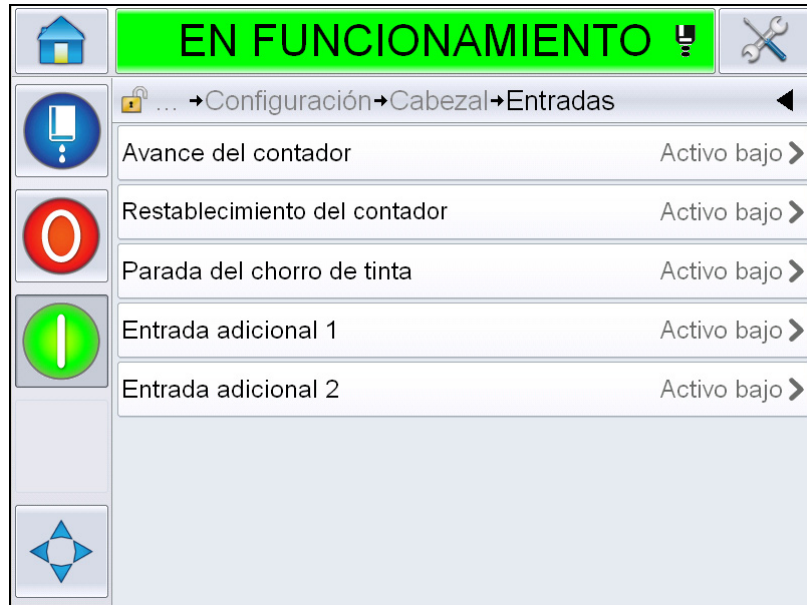 EN FUNCIONAMIENTO
... →Configuración→Cabezal→Entradas
Avance del contador Activo bajo
Restablecimiento del contador Activo bajo
Parada del chorro de tinta Activo bajo
Entrada adicional 1 Activo bajo
Entrada adicional 2 Activo bajo